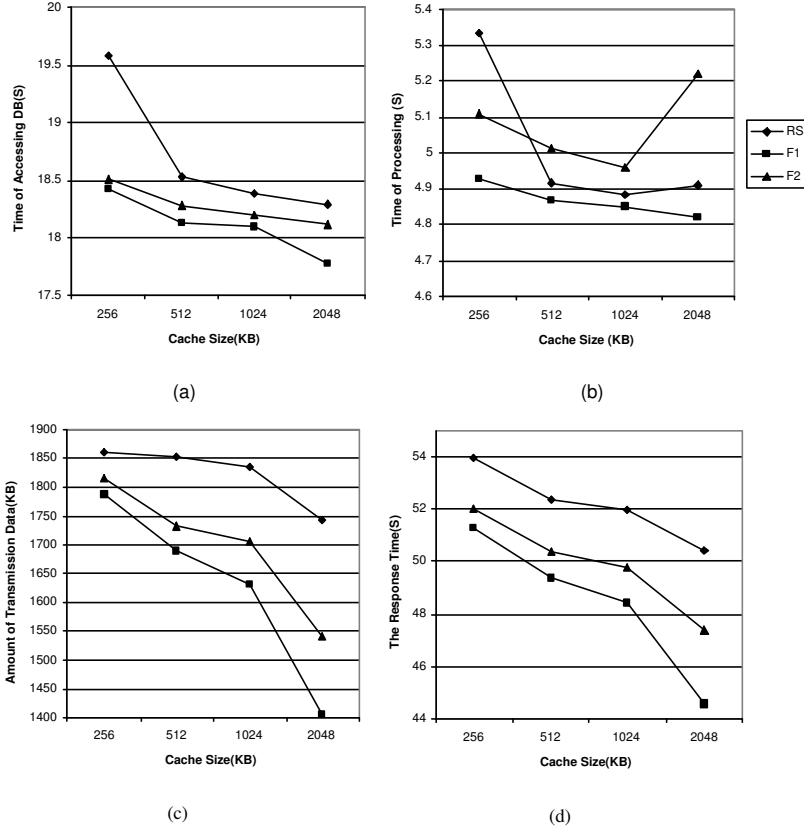 20
19.5
19
18.5
18
17.5
Time of Accessing DB(S)
256 512 1024 2048
Cache Size(KB)
(a)
5.4
5.3
5.2
5.1
5
4.9
4.8
4.7
4.6
Time of Processing (S)
256 512 1024 2048
Cache Size (KB)
(b)
RS
F1
F2
1900
1850
1800
1750
1700
1650
1600
1550
1500
1450
1400
Amount of Transmission Data(KB)
256 512 1024 2048
Cache Size(KB)
(c)
54
52
50
48
46
44
The Response Time(S)
256 512 1024 2048
Cache Size(KB)
(d)